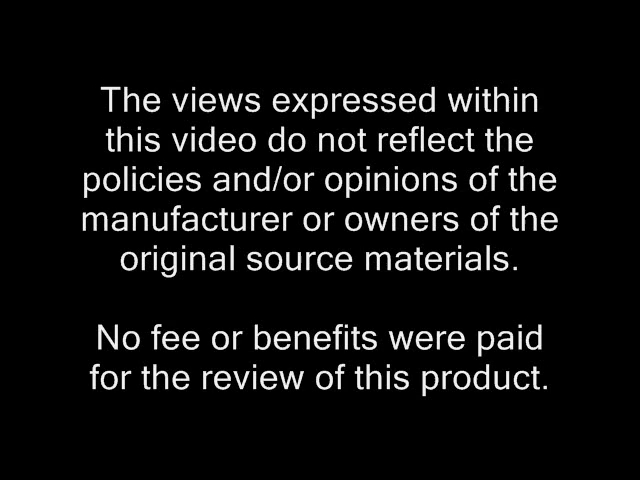 The views expressed within
this video do not reflect the
policies and/or opinions of the
manufacturer or owners of the
original source materials.
No fee or benefits were paid
for the review of this product.